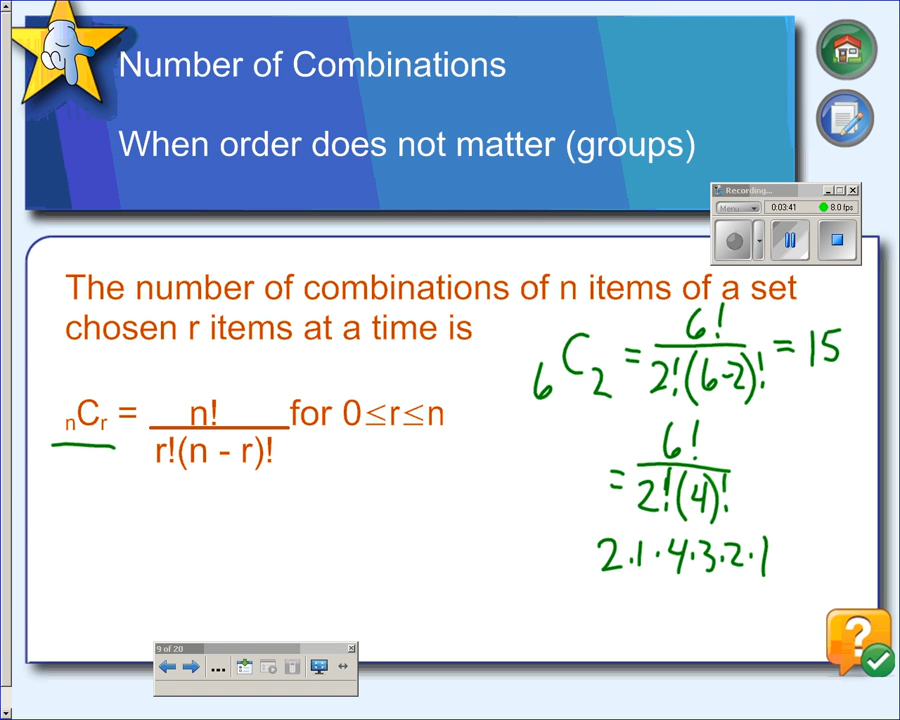 Number of Combinations
When order does not matter (groups)
Recording...
Menu
0:03:41
8.0 fps
The number of combinations of n items of a set
chosen r items at a time is
₆C₂ = 6!/2!(6-2)! = 15
ₙCᵣ = n!/r!(n - r)! for 0≤r≤n
= 6!/2!(4)!
2·1·4·3·2·1
9 of 20